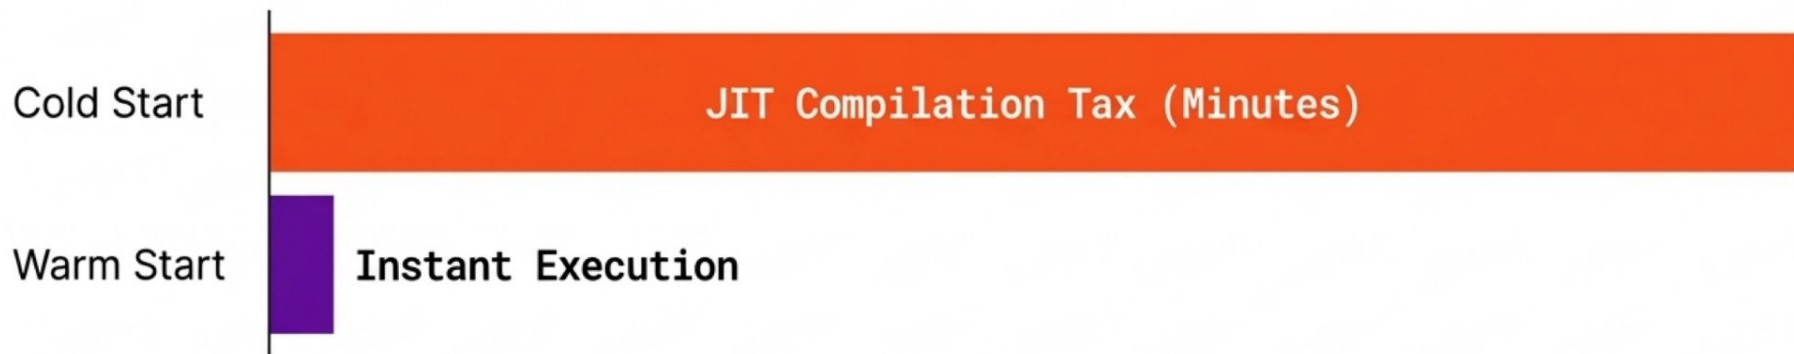 Cold Start
JIT Compilation Tax (Minutes)
Warm Start
Instant Execution